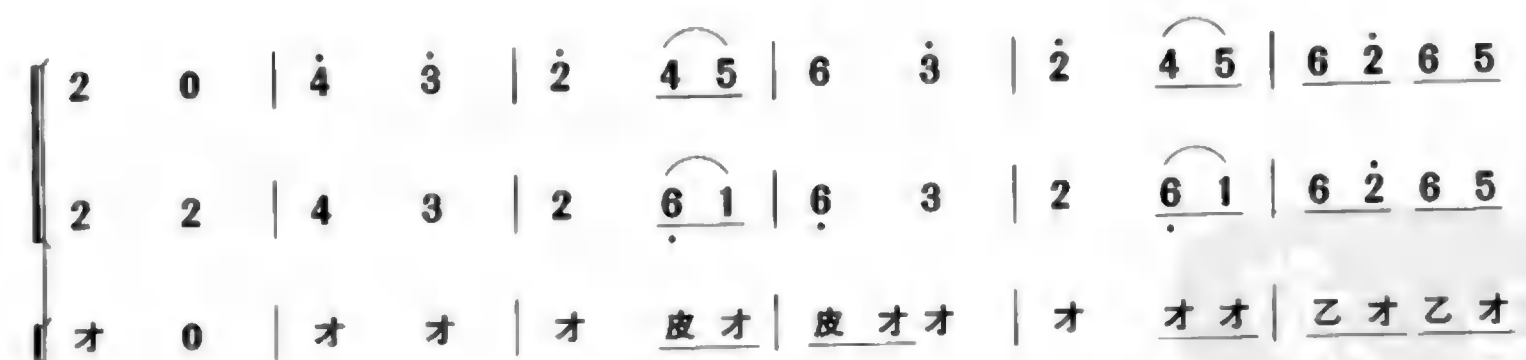 2 0 | 4̇ 3̇ | 2̇ 4 5 | 6 3̇ | 2̇ 4 5 | 6 2̇ 6 5
2 2 | 4 3 | 2 6̣ 1 | 6̣ 3 | 2 6̣ 1 | 6 2̇ 6 5
才 0 | 才 才 | 才 皮 才 | 皮 才 才 | 才 才 才 | 乙 才 乙 才